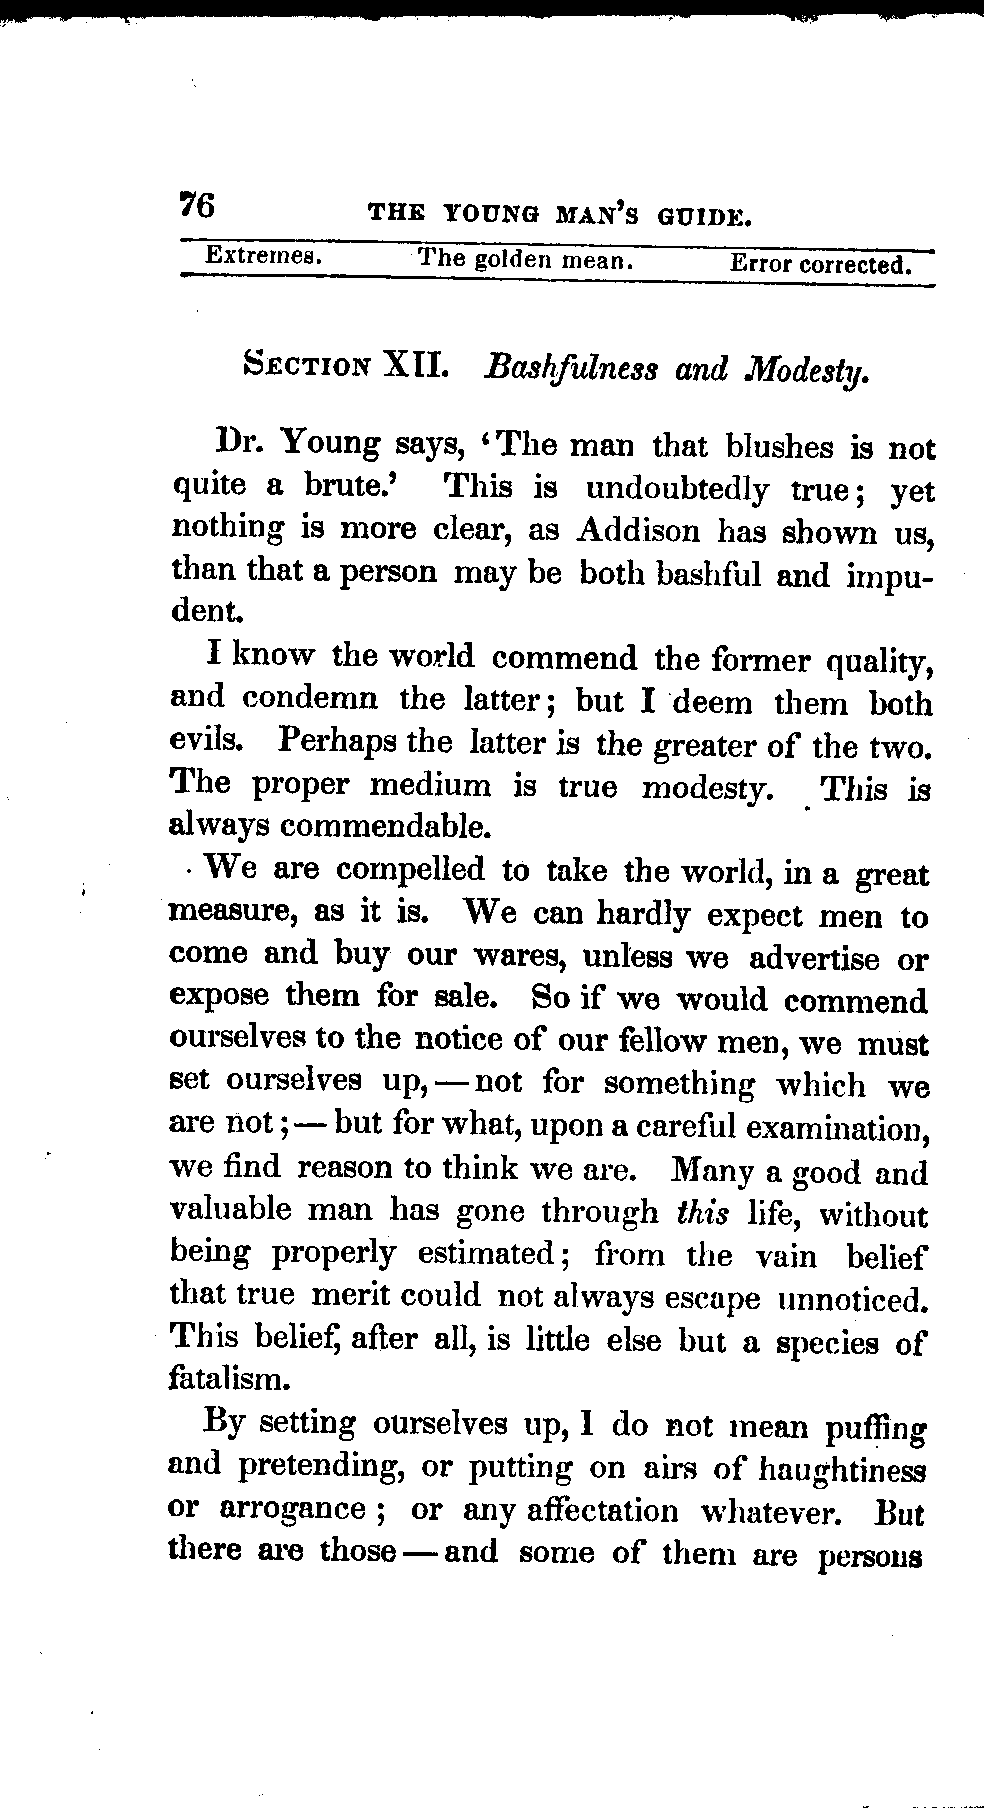 76 THE YOUNG MAN'S GUIDE.
Extremes. The golden mean. Error corrected.
SECTION XII. Bashfulness and Modesty.
Dr. Young says, 'The man that blushes is not
quite a brute.' This is undoubtedly true; yet
nothing is more clear, as Addison has shown us,
than that a person may be both bashful and impu-
dent.
I know the world commend the former quality,
and condemn the latter; but I deem them both
evils. Perhaps the latter is the greater of the two.
The proper medium is true modesty. This is
always commendable.
We are compelled to take the world, in a great
measure, as it is. We can hardly expect men to
come and buy our wares, unless we advertise or
expose them for sale. So if we would commend
ourselves to the notice of our fellow men, we must
set ourselves up,—not for something which we
are not;—but for what, upon a careful examination,
we find reason to think we are. Many a good and
valuable man has gone through this life, without
being properly estimated; from the vain belief
that true merit could not always escape unnoticed.
This belief, after all, is little else but a species of
fatalism.
By setting ourselves up, I do not mean puffing
and pretending, or putting on airs of haughtiness
or arrogance; or any affectation whatever. But
there are those—and some of them are persons